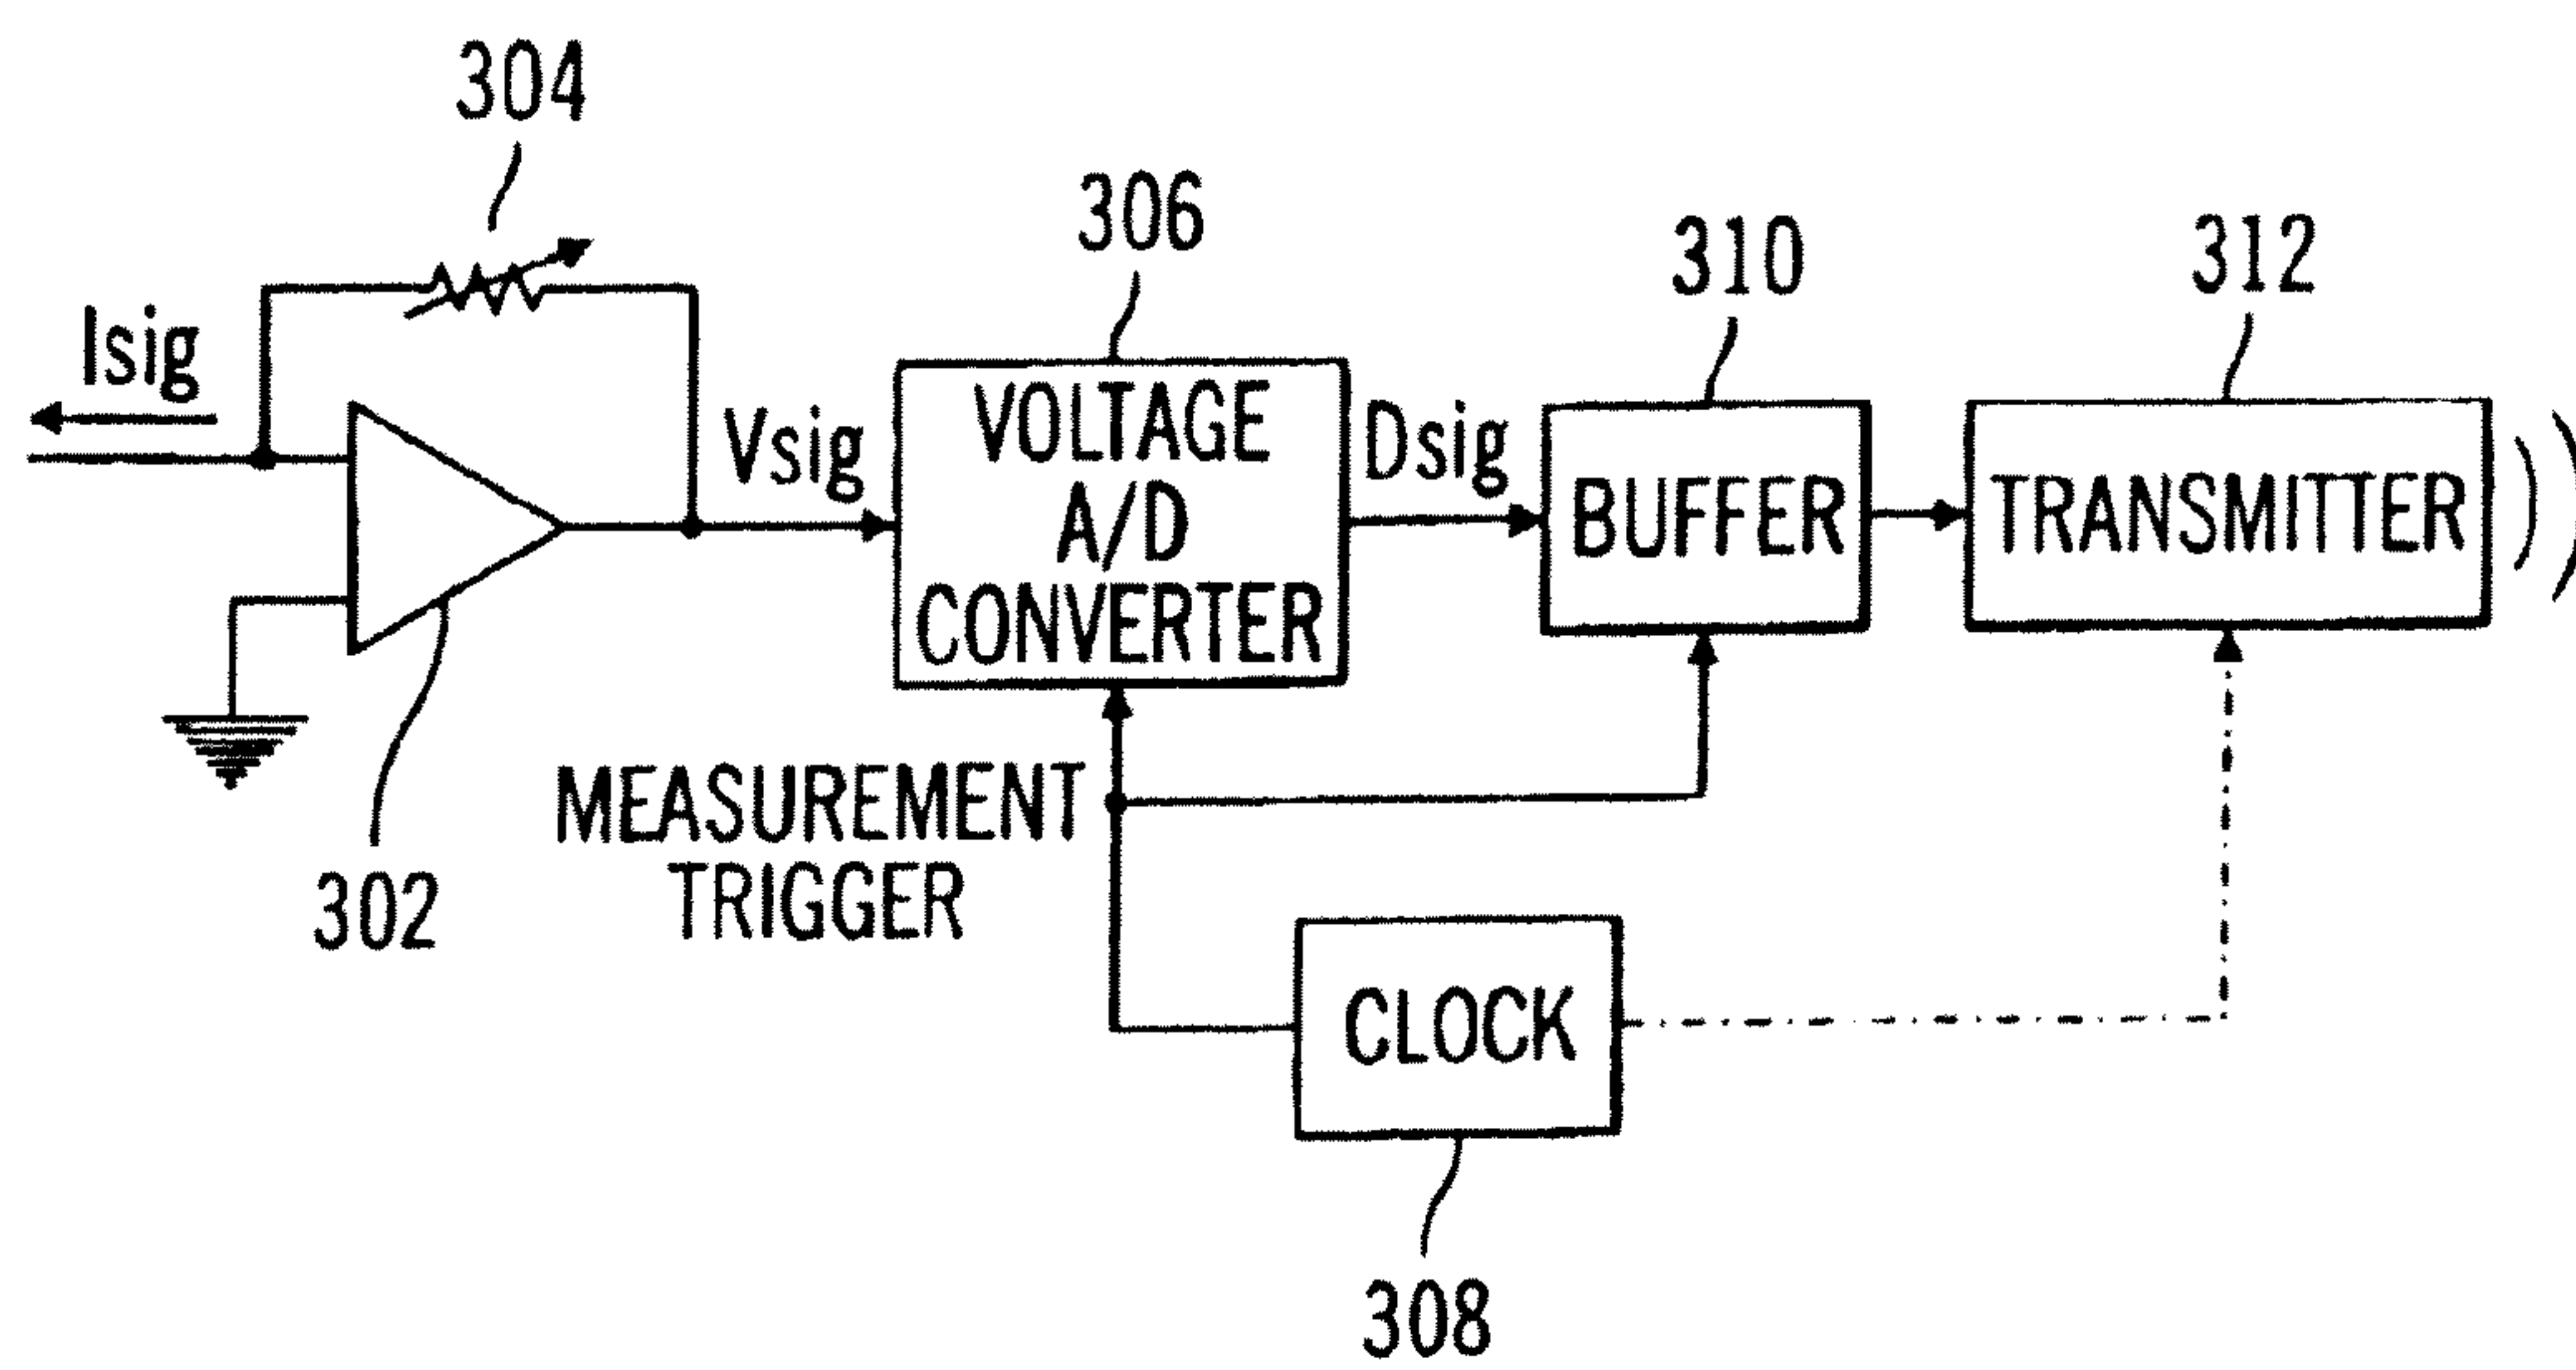 304
306
310
312
Isig
Vsig
VOLTAGE
A/D
CONVERTER
Dsig
BUFFER
TRANSMITTER
MEASUREMENT
TRIGGER
302
CLOCK
308